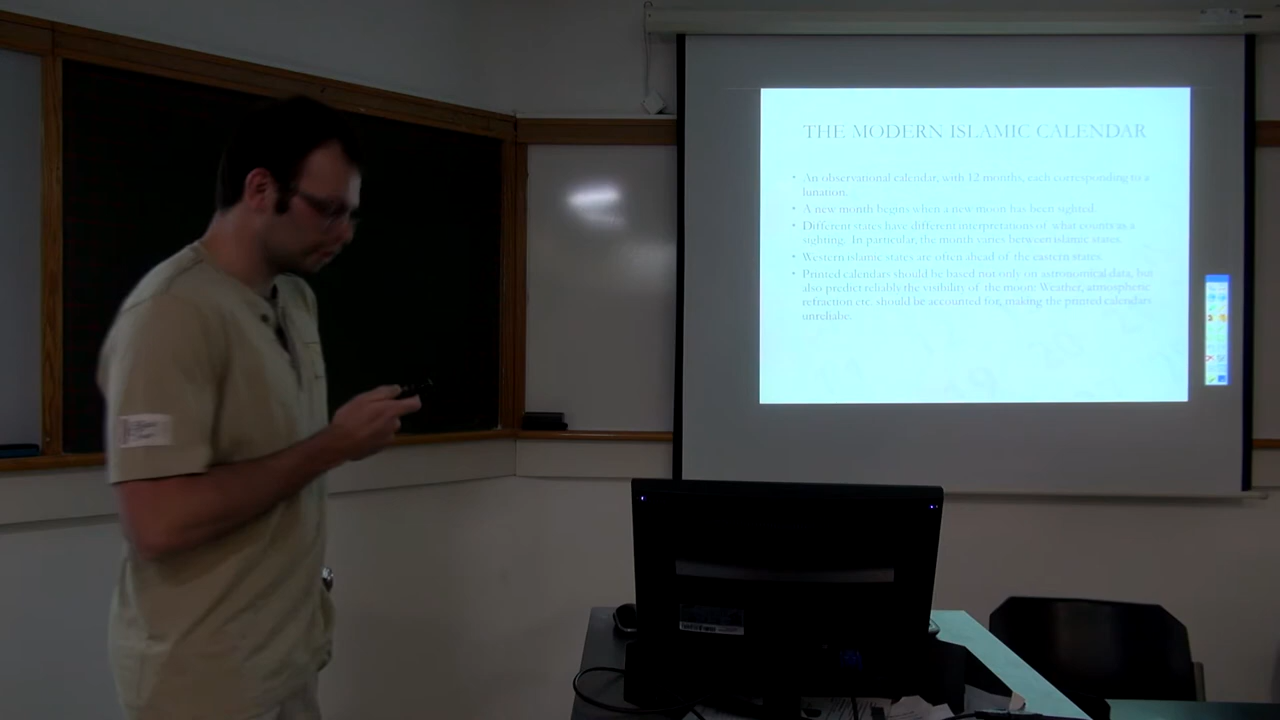 THE MODERN ISLAMIC CALENDAR
• An observational calendar, with 12 months, each corresponding to a
lunation.
• A new month begins when a new moon has been sighted.
• Different states have different interpretations of what counts as a
sighting. In particular, the month varies between islamic states.
• Western islamic states are often ahead of the eastern states.
• Printed calendars should be based not only on astronomical data, but
also predict reliably the visibility of the moon: Weather, atmospheric
refraction etc. should be accounted for, making the printed calendars
unreliabe.